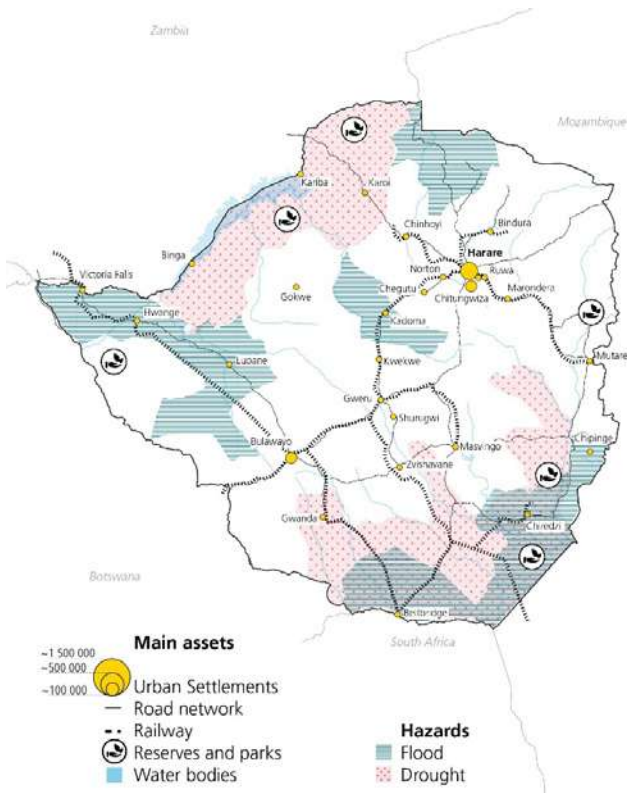 Zambia
Mozambique
Kariba
Karoi
Chinhoyi
Bindura
Harare
Binga
Norton
Ruwa
Victoria Falls
Chegutu
Chitungwiza
Marondera
Gokwe
Hwange
Kadoma
Lupane
Kwekwe
Mutare
Gweru
Shurugwi
Bulawayo
Masvingo
Chipinge
Zvishavane
Gwanda
Chiredzi
Botswana
Beitbridge
South Africa
Main assets
~1 500 000
~500 000
~100 000
Urban Settlements
Road network
Railway
Reserves and parks
Water bodies
Hazards
Flood
Drought